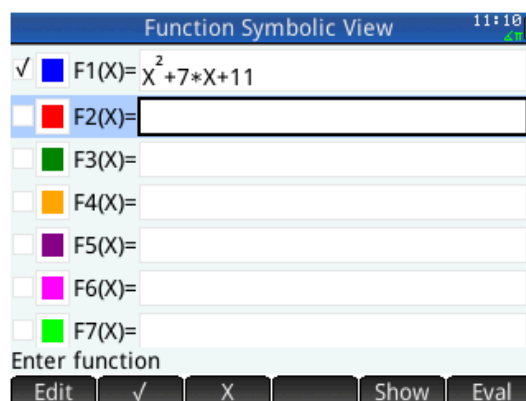 Function Symbolic View 11:10
∡π
√ F1(X)= X²+7*X+11
F2(X)=
F3(X)=
F4(X)=
F5(X)=
F6(X)=
F7(X)=
Enter function
Edit √ X Show Eval